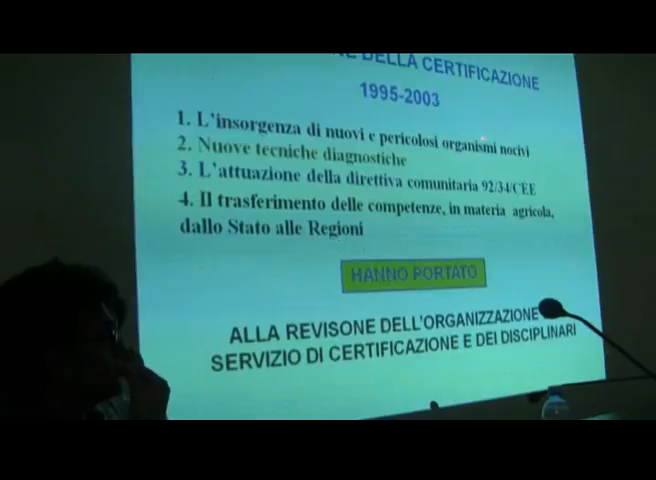 DELLA CERTIFICAZIONE
1995-2003
1. L'insorgenza di nuovi e pericolosi organismi nocivi
2. Nuove tecniche diagnostiche
3. L'attuazione della direttiva comunitaria 92/34/CEE
4. Il trasferimento delle competenze, in materia agricola,
dallo Stato alle Regioni
HANNO PORTATO
ALLA REVISONE DELL'ORGANIZZAZIONE
SERVIZIO DI CERTIFICAZIONE E DEI DISCIPLINARI